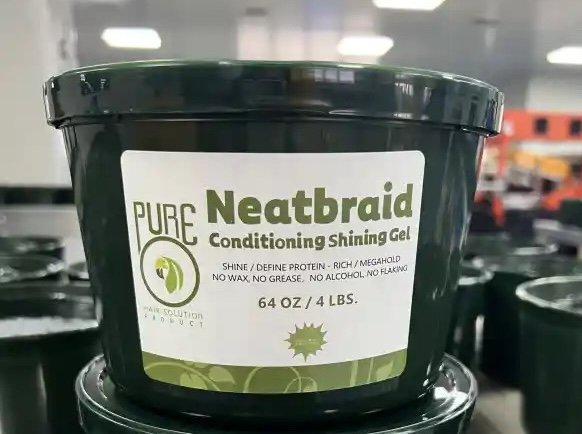 PURE
HAIR SOLUTION
PRODUCT
Neatbraid
Conditioning Shining Gel
SHINE / DEFINE PROTEIN - RICH / MEGAHOLD
NO WAX, NO GREASE, NO ALCOHOL NO FLAKING
64 OZ / 4 LBS.